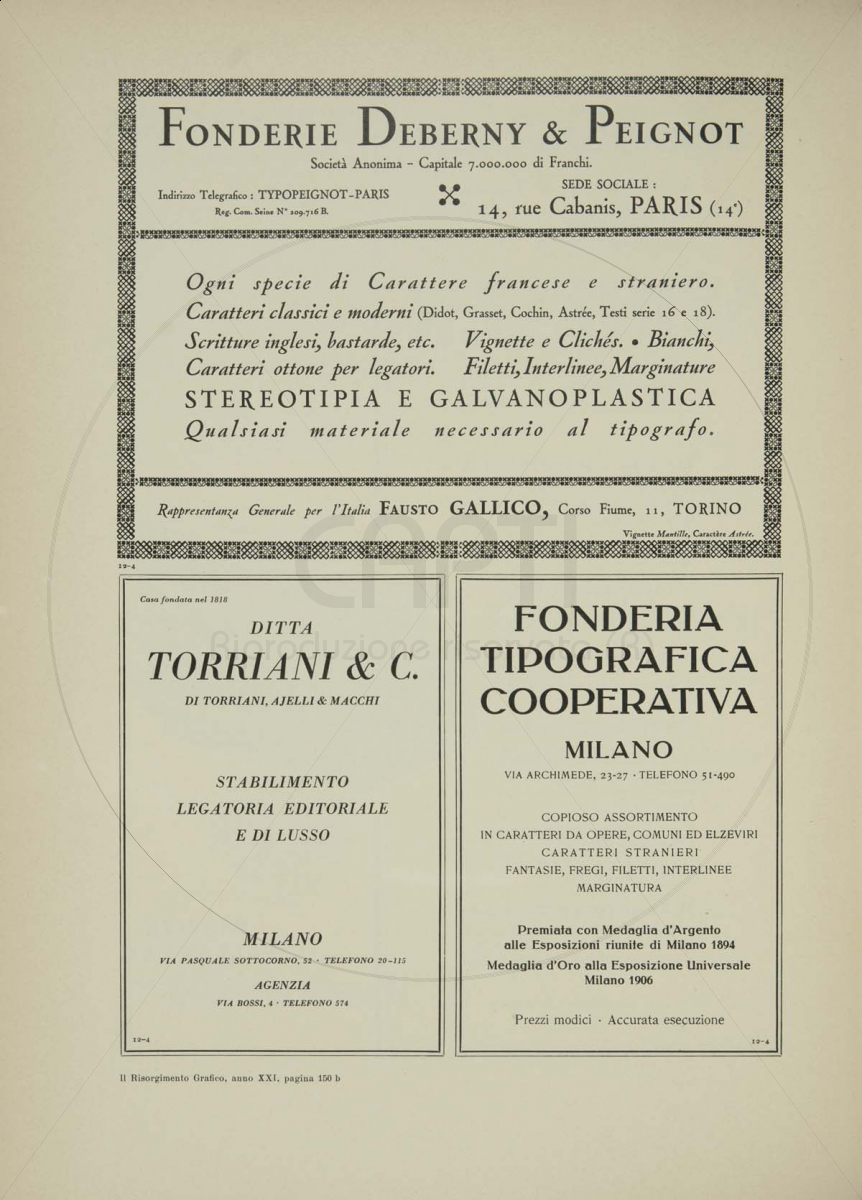 FONDERIE DEBERNY & PEIGNOT
Società Anonima - Capitale 7.000.000 di Franchi.
Indirizzo Telegrafico : TYPOPEIGNOT-PARIS
Reg. Com. Seine N° 209.716 B.
SEDE SOCIALE :
14, rue Cabanis, PARIS (14e)
Ogni specie di Carattere francese e straniero.
Caratteri classici e moderni (Didot, Grasset, Cochin, Astrée, Testi serie 16 e 18).
Scritture inglesi, bastarde, etc. Vignette e Clichés. • Bianchi,
Caratteri ottone per legatori. Filetti, Interlinee, Marginature
STEREOTIPIA E GALVANOPLASTICA
Qualsiasi materiale necessario al tipografo.
Rappresentanza Generale per l'Italia FAUSTO GALLICO, Corso Fiume, 11, TORINO
Vignette Mantille, Caractère Astrée.
12-4
Casa fondata nel 1818
DITTA
TORRIANI & C.
DI TORRIANI, AJELLI & MACCHI
STABILIMENTO
LEGATORIA EDITORIALE
E DI LUSSO
MILANO
VIA PASQUALE SOTTOCORNO, 52 · TELEFONO 20-115
AGENZIA
VIA BOSSI, 4 · TELEFONO 574
12-4
FONDERIA
TIPOGRAFICA
COOPERATIVA
MILANO
VIA ARCHIMEDE, 23-27 · TELEFONO 51-490
COPIOSO ASSORTIMENTO
IN CARATTERI DA OPERE, COMUNI ED ELZEVIRI
CARATTERI STRANIERI
FANTASIE, FREGI, FILETTI, INTERLINEE
MARGINATURA
Premiata con Medaglia d'Argento
alle Esposizioni riunite di Milano 1894
Medaglia d'Oro alla Esposizione Universale
Milano 1906
Prezzi modici · Accurata esecuzione
12-4
Il Risorgimento Grafico, anno XXI, pagina 150 b